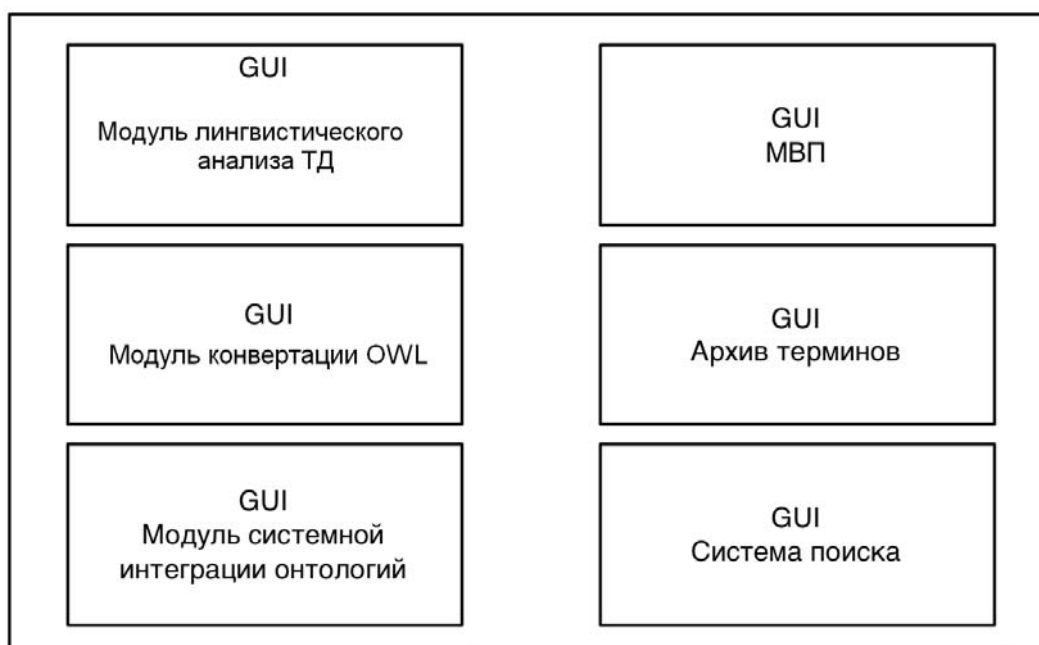 GUI
Модуль лингвистического
анализа ТД
GUI
МВП
GUI
Модуль конвертации OWL
GUI
Архив терминов
GUI
Модуль системной
интеграции онтологий
GUI
Система поиска